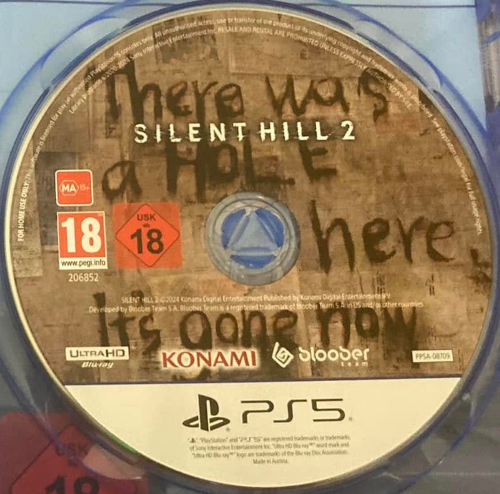 There was
SILENT HILL 2
a HOLE
here.
It's gone now
MA 15+
18
www.pegi.info
USK
ab
18
206852
FOR HOME USE ONLY.
SILENT HILL 2 ©2024 Konami Digital Entertainment Published by Konami Digital Entertainment B.V.
Developed by Bloober Team S.A. Bloober Team is a registered trademark of Bloober Team S.A in US and/or other countries.
ULTRA HD
Blu-ray
KONAMI
bloober
team
PPSA-08709
PS5
"PlayStation" and "PS5" are registered trademarks or trademarks
of Sony Interactive Entertainment Inc. "Ultra HD Blu-ray™" word mark and
"Ultra HD Blu-ray™" logo are trademarks of the Blu-ray Disc Association.
Made in Austria.
USK
18